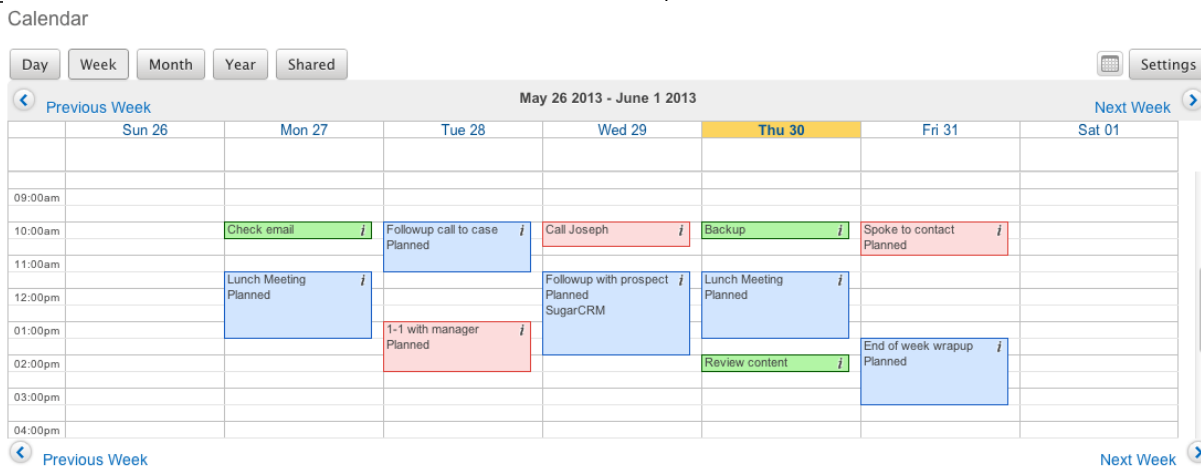 Calendar
Day Week Month Year Shared Settings
Previous Week May 26 2013 - June 1 2013 Next Week
Sun 26 Mon 27 Tue 28 Wed 29 Thu 30 Fri 31 Sat 01
09:00am
10:00am Check email i Followup call to case i Call Joseph i Backup i Spoke to contact i
Planned Planned
11:00am
Lunch Meeting i Followup with prospect i Lunch Meeting i
12:00pm Planned Planned Planned
SugarCRM
01:00pm 1-1 with manager i
Planned End of week wrapup i
02:00pm Review content i Planned
03:00pm
04:00pm
Previous Week Next Week